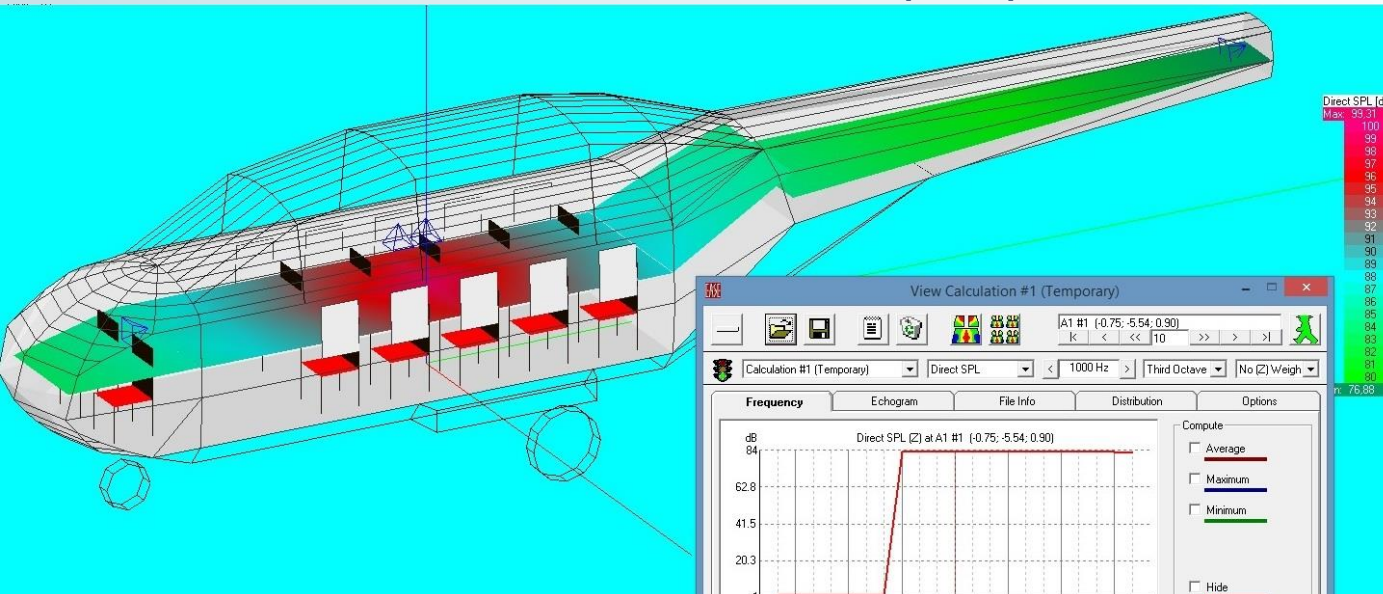 Direct SPL [d
Max: 99,31
100
99
98
97
96
95
94
93
92
91
90
89
88
87
86
85
84
83
82
81
80
76,88
EASE
View Calculation #1 (Temporary)
A1 #1 (-0.75; -5.54; 0.90)
10
Calculation #1 (Temporary)
Direct SPL
1000 Hz
Third Octave
No (Z) Weigh
Frequency
Echogram
File Info
Distribution
Options
dB
Direct SPL (Z) at A1 #1 (-0.75; -5.54; 0.90)
84
62.8
41.5
20.3
Compute
Average
Maximum
Minimum
Hide